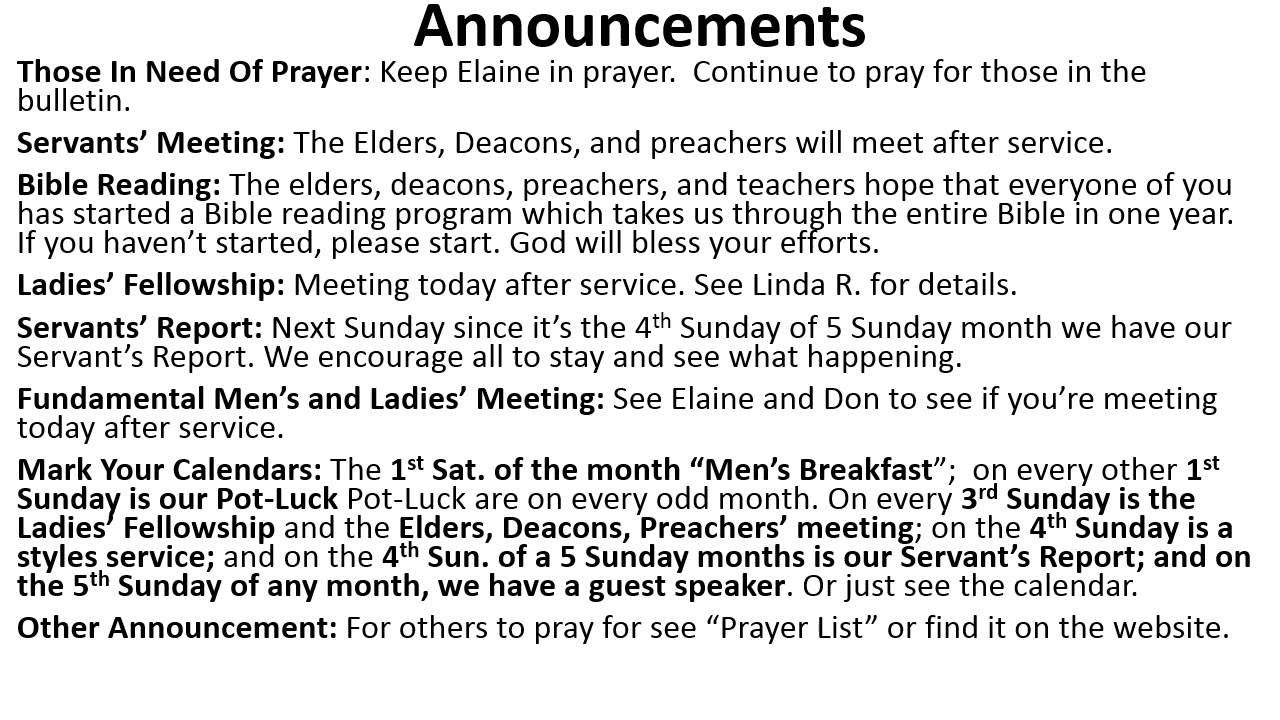 Announcements
Those In Need Of Prayer: Keep Elaine in prayer.  Continue to pray for those in the
bulletin.
Servants’ Meeting: The Elders, Deacons, and preachers will meet after service.
Bible Reading: The elders, deacons, preachers, and teachers hope that everyone of you
has started a Bible reading program which takes us through the entire Bible in one year.
If you haven’t started, please start. God will bless your efforts.
Ladies’ Fellowship: Meeting today after service. See Linda R. for details.
Servants’ Report: Next Sunday since it’s the 4th Sunday of 5 Sunday month we have our
Servant’s Report. We encourage all to stay and see what happening.
Fundamental Men’s and Ladies’ Meeting: See Elaine and Don to see if you’re meeting
today after service.
Mark Your Calendars: The 1st Sat. of the month “Men’s Breakfast”;  on every other 1st
Sunday is our Pot-Luck Pot-Luck are on every odd month. On every 3rd Sunday is the
Ladies’ Fellowship and the Elders, Deacons, Preachers’ meeting; on the 4th Sunday is a
styles service; and on the 4th Sun. of a 5 Sunday months is our Servant’s Report; and on
the 5th Sunday of any month, we have a guest speaker. Or just see the calendar.
Other Announcement: For others to pray for see “Prayer List” or find it on the website.